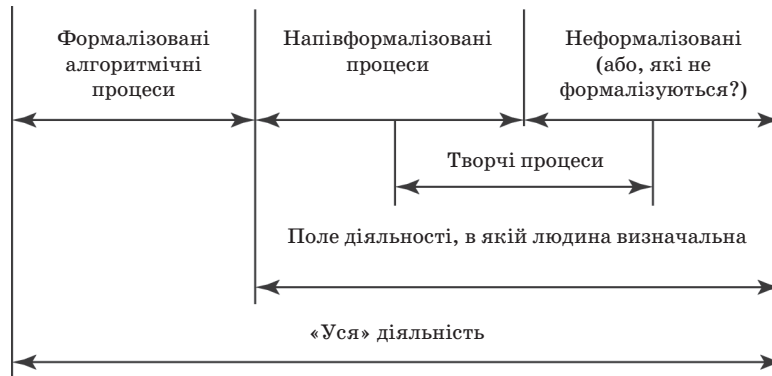 Формалізовані
алгоритмічні
процеси
Напівформалізовані
процеси
Неформалізовані
(або, які не
формалізуються?)
Творчі процеси
Поле діяльності, в якій людина визначальна
«Уся» діяльність